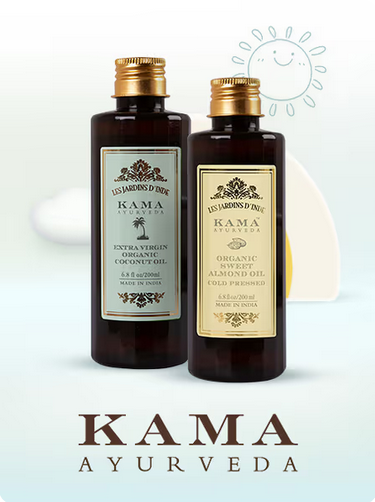 LES JARDINS D'INDE
KAMA
AYURVEDA
EXTRA VIRGIN
ORGANIC
COCONUT OIL
6.8 fl oz/200ml
MADE IN INDIA
LES JARDINS D'INDE
KAMA
AYURVEDA
ORGANIC
SWEET
ALMOND OIL
COLD PRESSED
6.8 fl oz/200 ml
MADE IN INDIA
KAMA
AYURVEDA